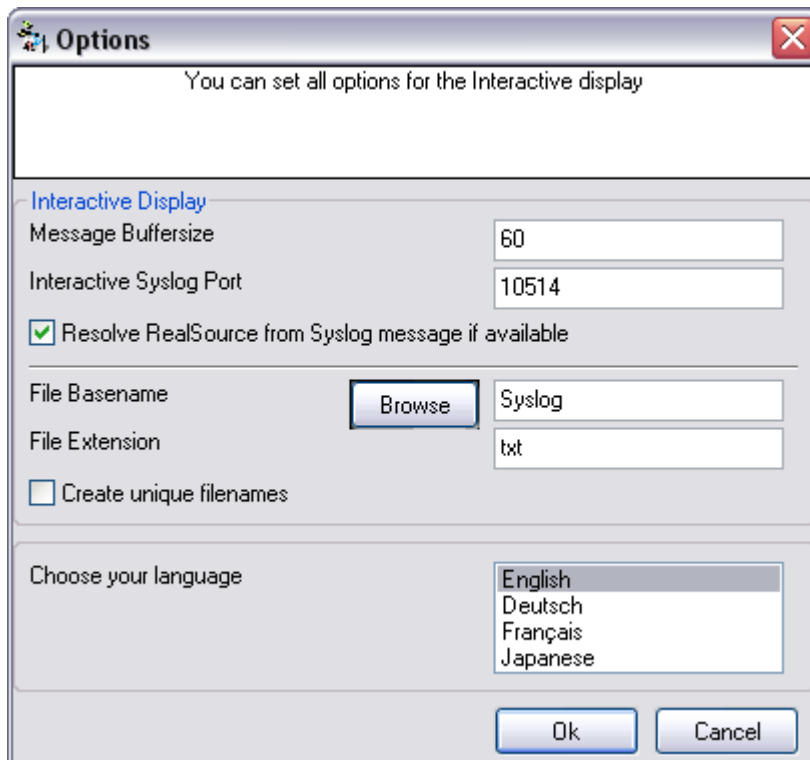 Options
You can set all options for the Interactive display
Interactive Display
Message Buffersize
60
Interactive Syslog Port
10514
Resolve RealSource from Syslog message if available
File Basename
Browse
Syslog
File Extension
txt
Create unique filenames
Choose your language
English
Deutsch
Français
Japanese
Ok
Cancel